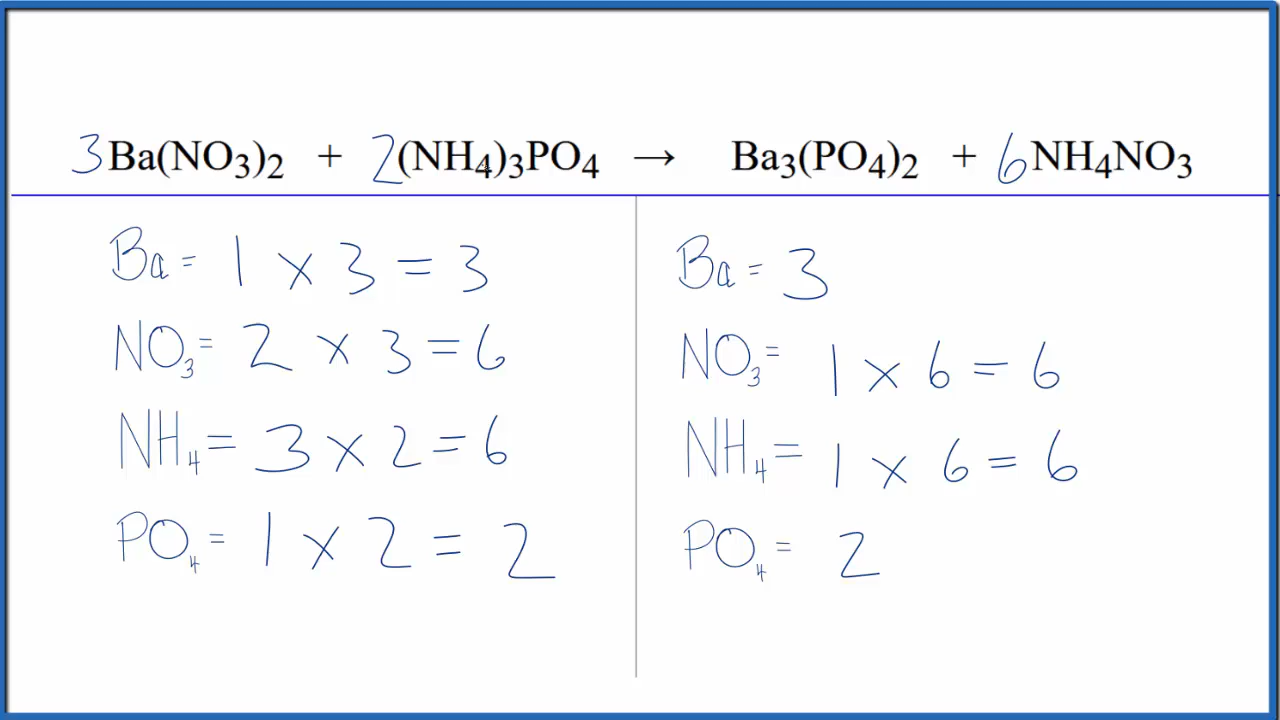 3Ba(NO3)2 + 2(NH4)3PO4 → Ba3(PO4)2 + 6NH4NO3
Ba = 1 x 3 = 3
NO3 = 2 x 3 = 6
NH4 = 3 x 2 = 6
PO4 = 1 x 2 = 2
Ba = 3
NO3 = 1 x 6 = 6
NH4 = 1 x 6 = 6
PO4 = 2